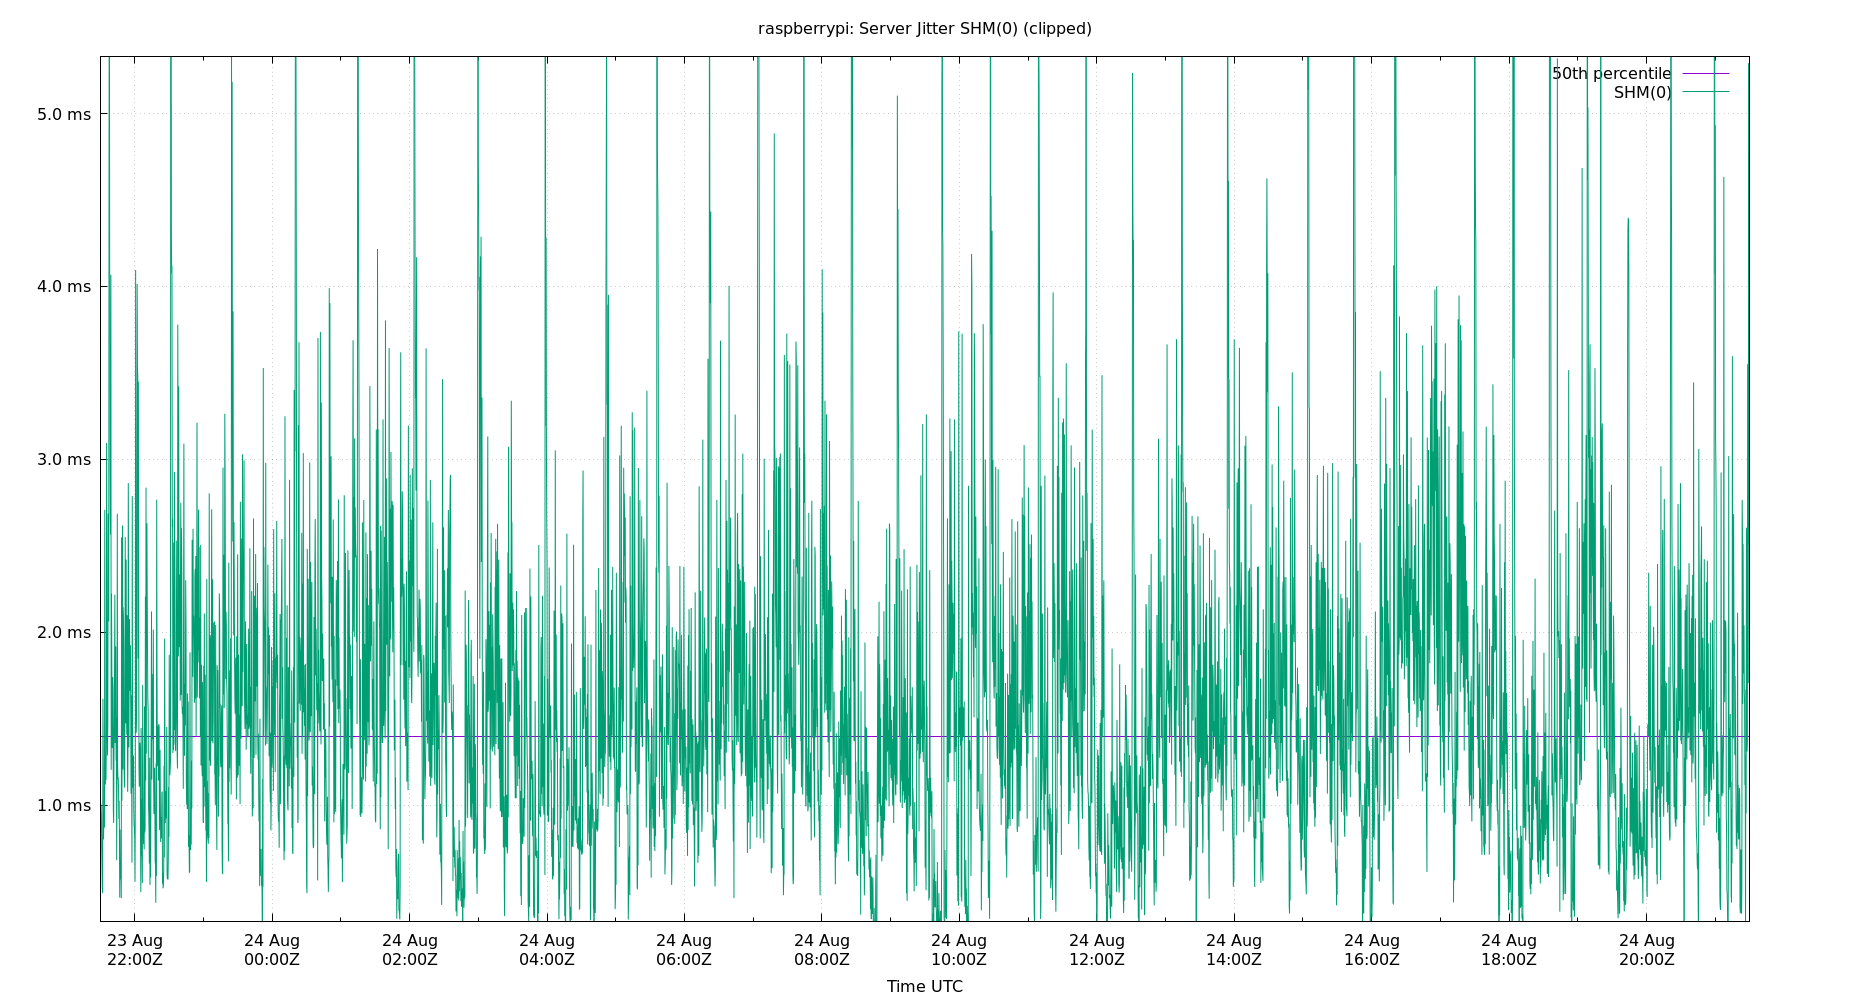 raspberrypi: Server Jitter SHM(0) (clipped)
50th percentile
SHM(0)
5.0 ms
4.0 ms
3.0 ms
2.0 ms
1.0 ms
23 Aug 24 Aug 24 Aug 24 Aug 24 Aug 24 Aug 24 Aug 24 Aug 24 Aug 24 Aug 24 Aug 24 Aug
22:00Z 00:00Z 02:00Z 04:00Z 06:00Z 08:00Z 10:00Z 12:00Z 14:00Z 16:00Z 18:00Z 20:00Z
Time UTC